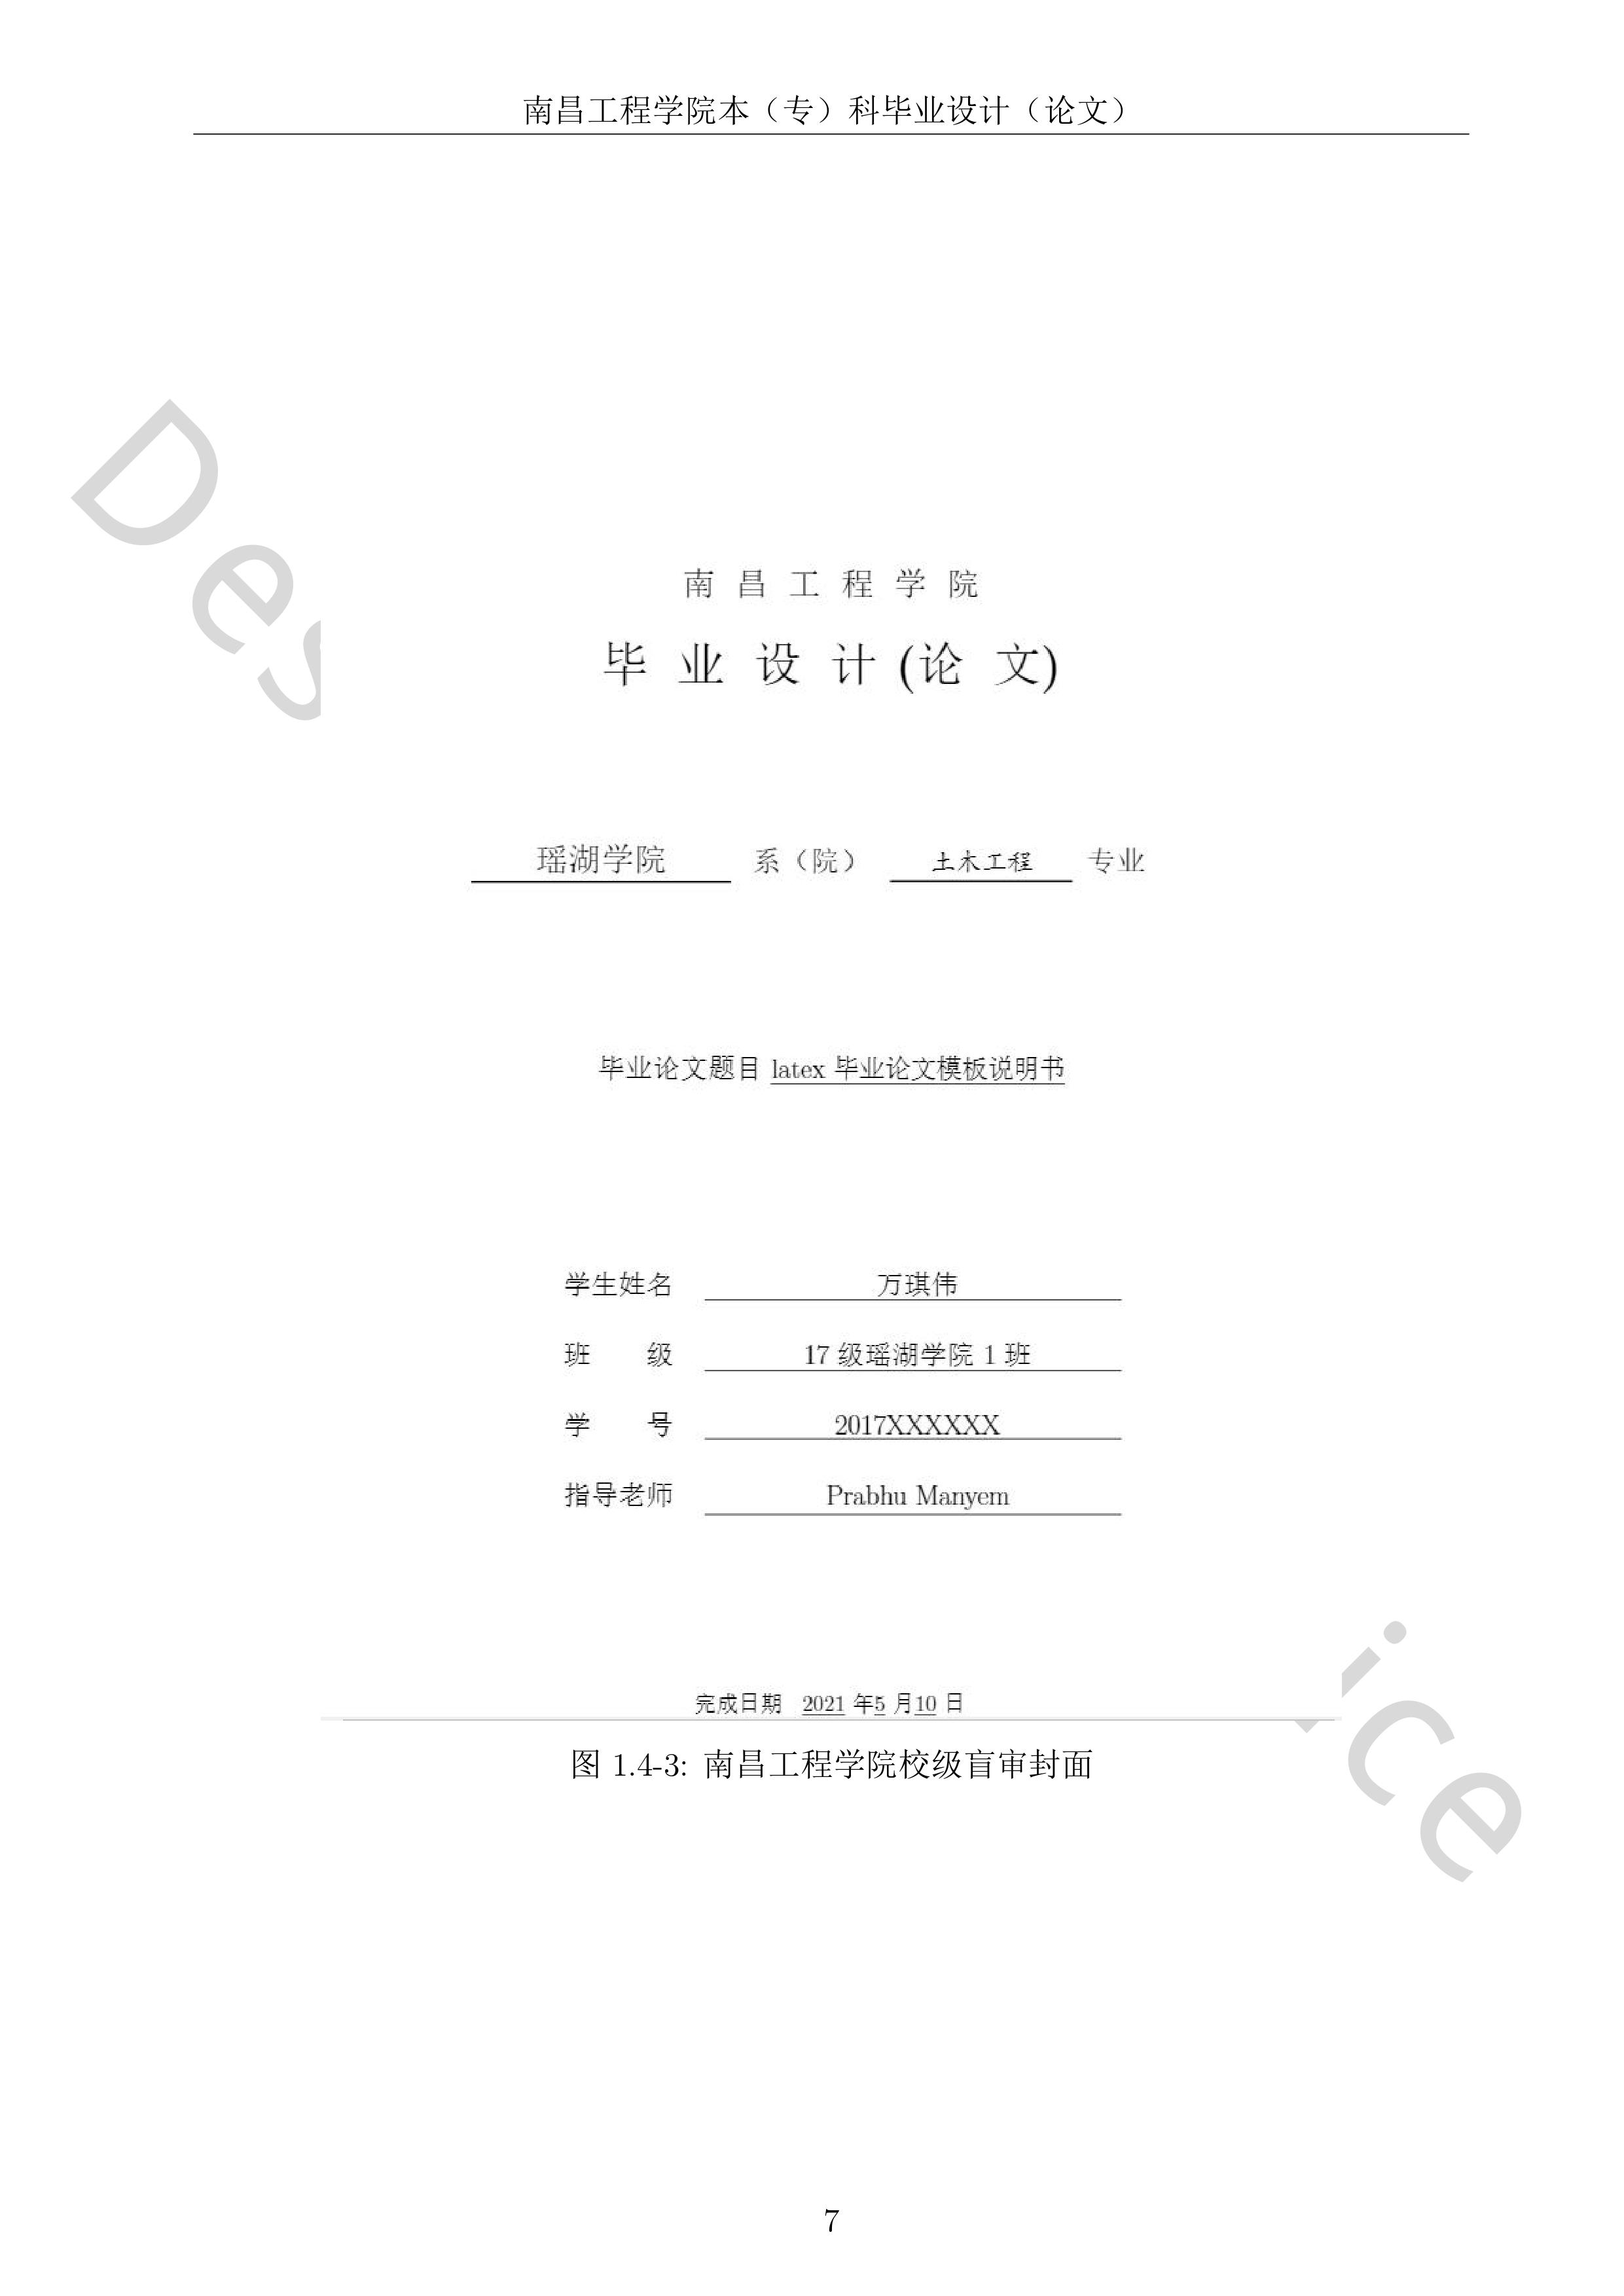 南昌工程学院本（专）科毕业设计（论文）
南 昌 工 程 学 院
毕 业 设 计 (论 文)
瑶湖学院 系（院） 土木工程 专业
毕业论文题目 latex 毕业论文模板说明书
学生姓名 万琪伟
班 级 17 级瑶湖学院 1 班
学 号 2017XXXXXX
指导老师 Prabhu Manyem
完成日期 2021 年5 月10 日
图 1.4-3: 南昌工程学院校级盲审封面
7